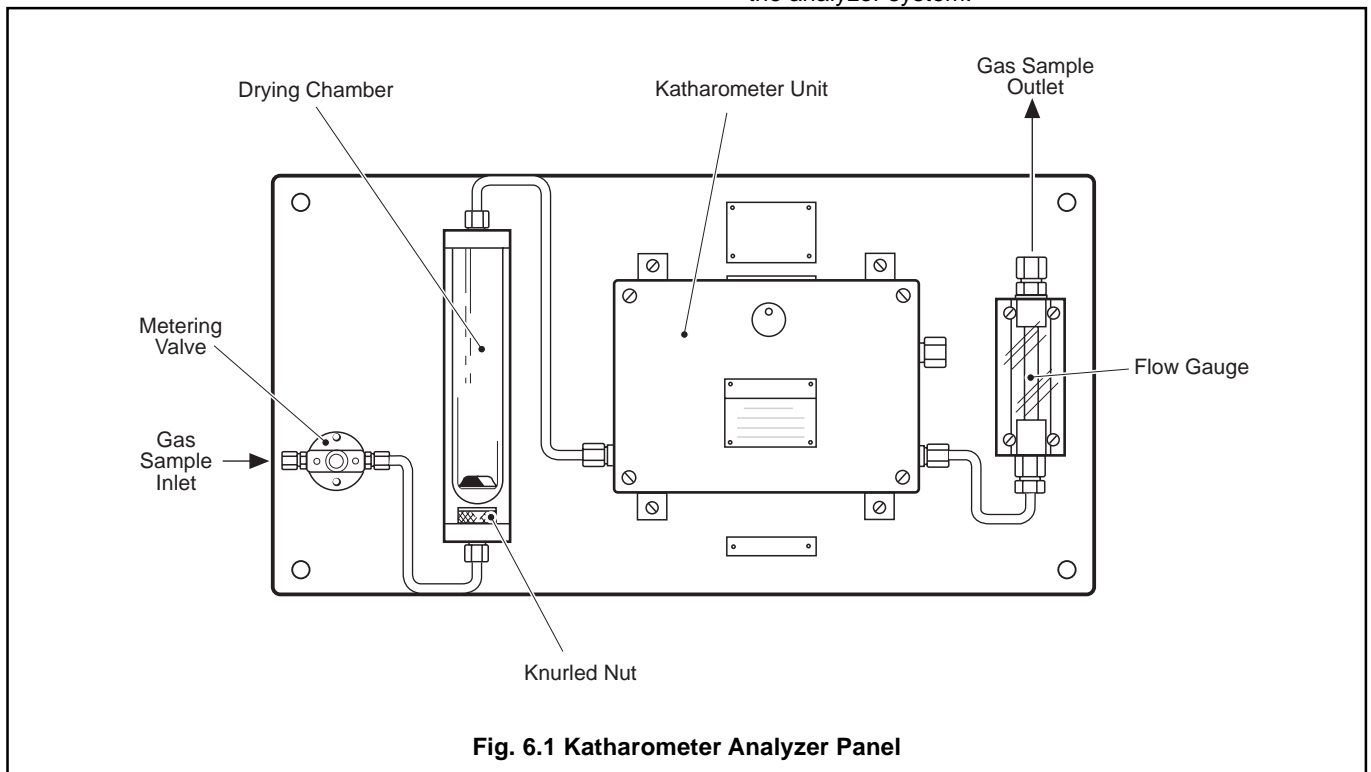 the analyzer system.
Drying Chamber
Katharometer Unit
Gas Sample
Outlet
Metering
Valve
Gas
Sample
Inlet
Flow Gauge
Knurled Nut
Fig. 6.1 Katharometer Analyzer Panel